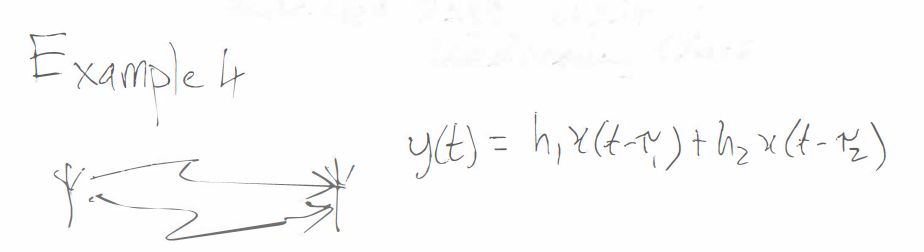 Example 4
y(t) = h₁x(t-τ₁) + h₂x(t-τ₂)